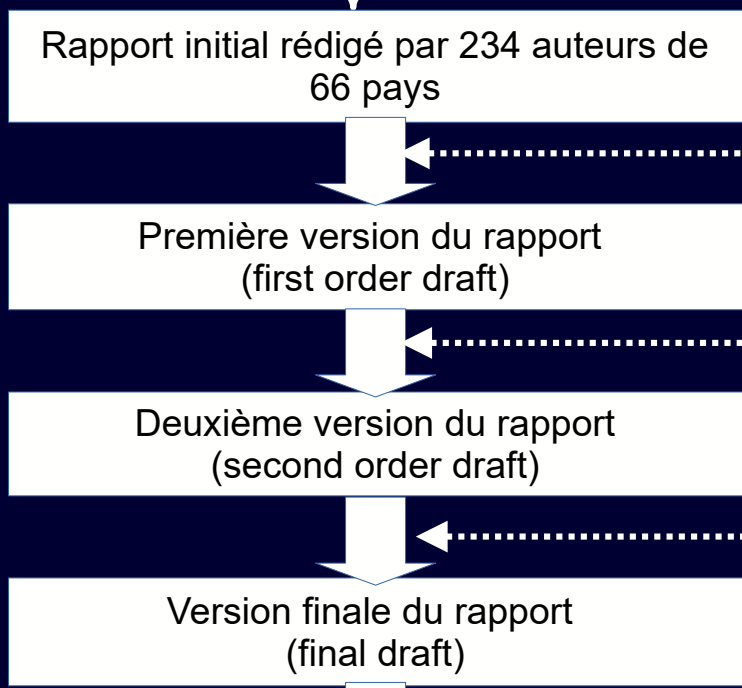 Rapport initial rédigé par 234 auteurs de
66 pays
Première version du rapport
(first order draft)
Deuxième version du rapport
(second order draft)
Version finale du rapport
(final draft)